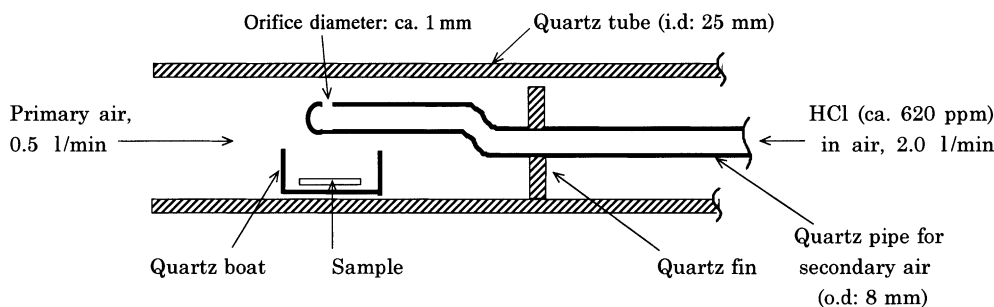 Orifice diameter: ca. 1 mm
Quartz tube (i.d: 25 mm)
Primary air,
0.5 l/min
HCl (ca. 620 ppm)
in air, 2.0 l/min
Quartz boat
Sample
Quartz fin
Quartz pipe for
secondary air
(o.d: 8 mm)